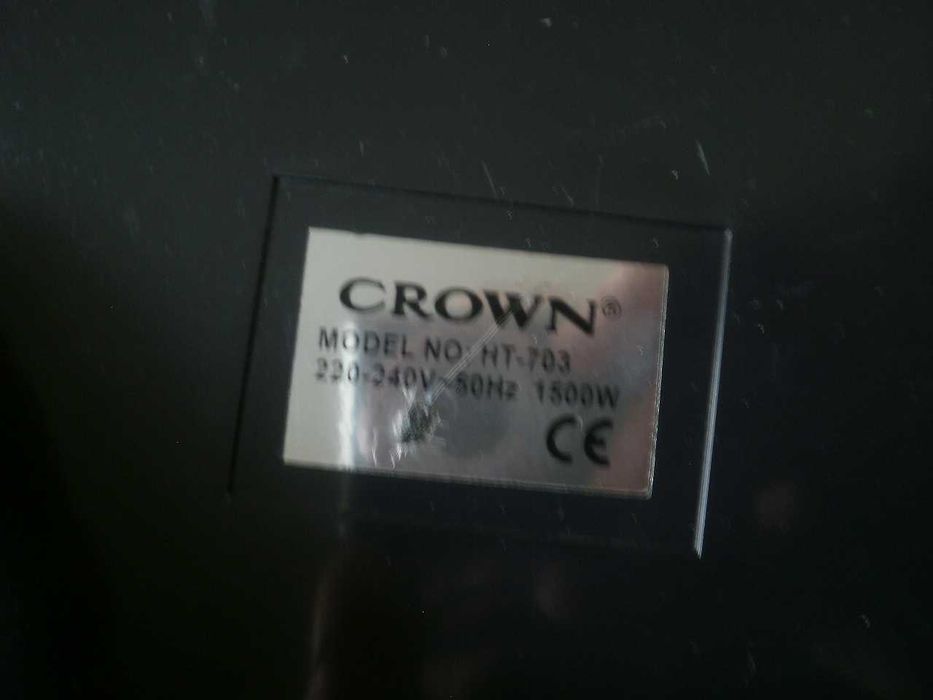 CROWN®
MODEL NO: HT-703
220-240V~50Hz 1500W
CE